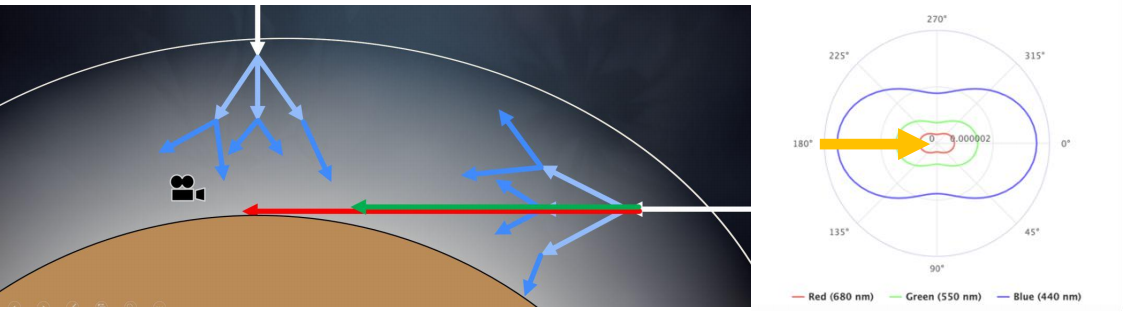 270°
225° 315°
180° 0 0.000002 0°
135° 45°
90°
Red (680 nm) Green (550 nm) Blue (440 nm)